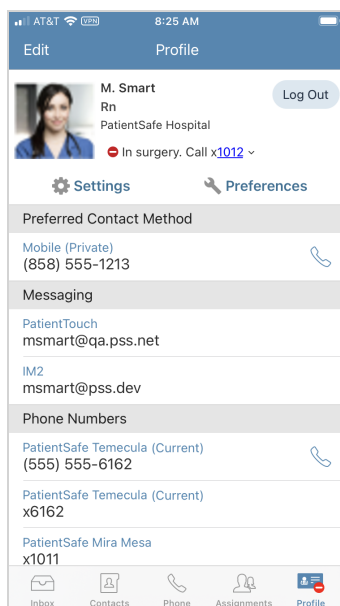 AT&T VPN 8:25 AM
Edit Profile
M. Smart
Rn
Log Out
PatientSafe Hospital
In surgery. Call x1012
Settings Preferences
Preferred Contact Method
Mobile (Private)
(858) 555-1213
Messaging
PatientTouch
msmart@qa.pss.net
IM2
msmart@pss.dev
Phone Numbers
PatientSafe Temecula (Current)
(555) 555-6162
PatientSafe Temecula (Current)
x6162
PatientSafe Mira Mesa
x1011
Inbox Contacts Phone Assignments Profile